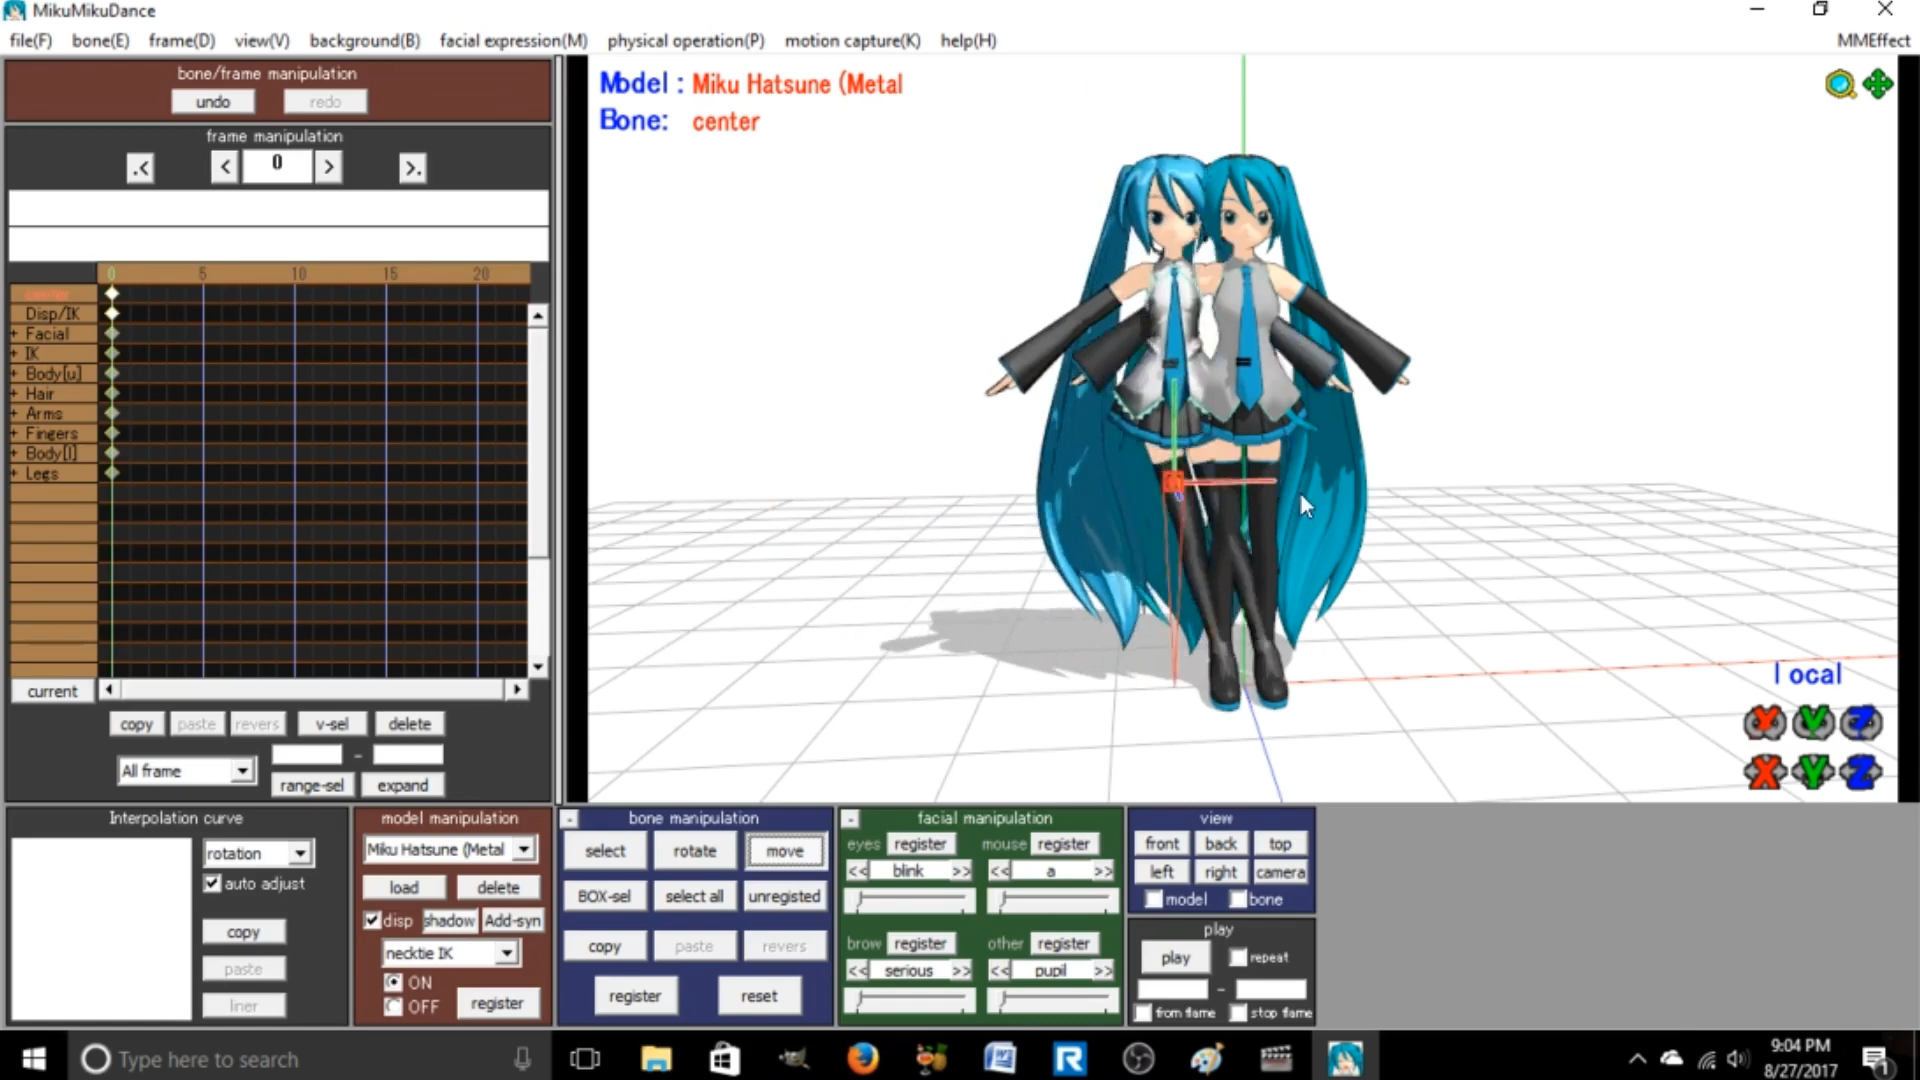 MikuMikuDance
file(F) bone(E) frame(D) view(V) background(B) facial expression(M) physical operation(P) motion capture(K) help(H) MMEffect
bone/frame manipulation
undo redo
frame manipulation
.< < 0 > >.
0 5 10 15 20
center
Disp/IK
+ Facial
+ IK
+ Body[u]
+ Hair
+ Arms
+ Fingers
+ Body[l]
+ Legs
current
copy paste revers v-sel delete
All frame -
range-sel expand
Model : Miku Hatsune (Metal
Bone: center
local
X Y Z
X Y Z
Interpolation curve
rotation
auto adjust
copy
paste
liner
model manipulation
Miku Hatsune (Metal
load delete
disp shadow Add-syn
necktie IK
ON
OFF register
- bone manipulation
select rotate move
BOX-sel select all unregisted
copy paste revers
register reset
- facial manipulation
eyes register mouse register
<< blink >> << a >>
brow register other register
<< serious >> << pupil >>
view
front back top
left right camera
model bone
play
play repeat
-
from flame stop flame
Type here to search
9:04 PM
8/27/2017
1